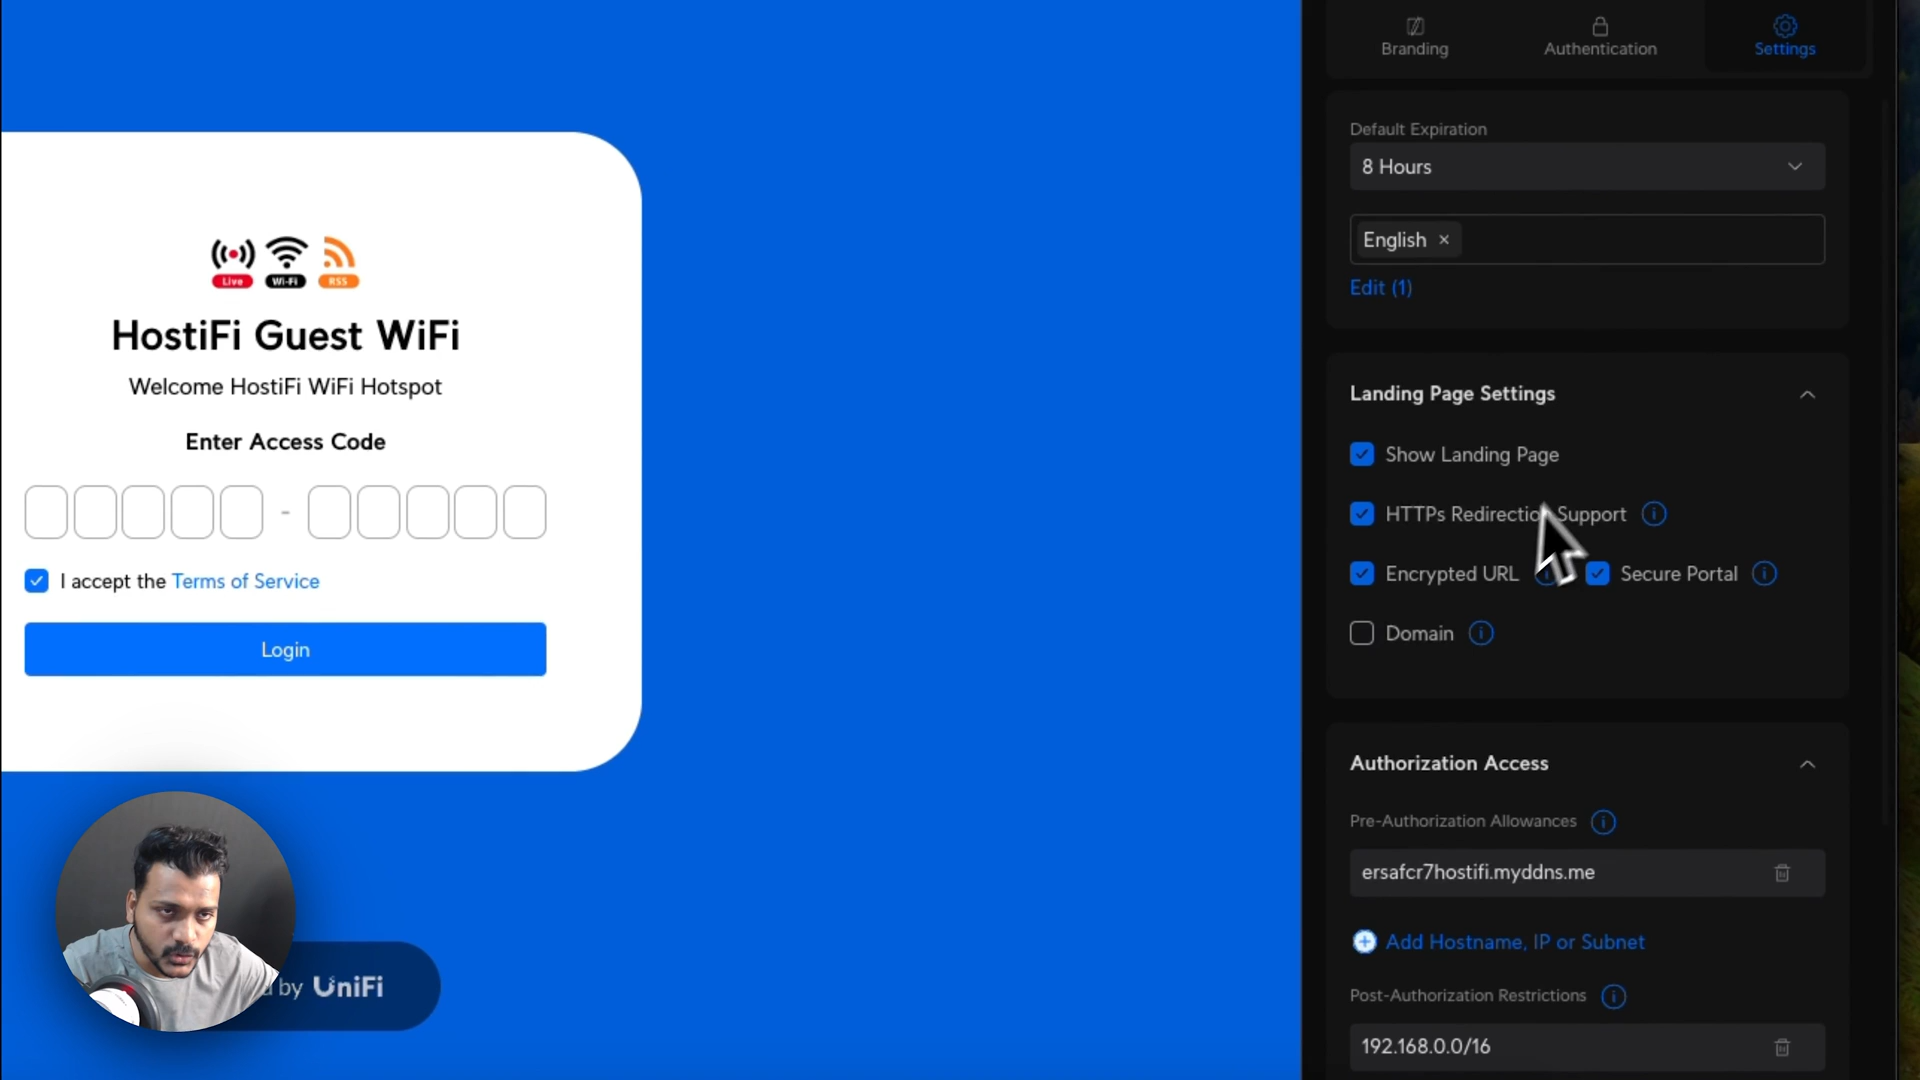 Branding
Authentication
Settings
Default Expiration
8 Hours
English ×
Edit (1)
Landing Page Settings
Show Landing Page
HTTPs Redirection Support
Encrypted URL
Secure Portal
Domain
Authorization Access
Pre-Authorization Allowances
ersafcr7hostifi.myddns.me
Add Hostname, IP or Subnet
Post-Authorization Restrictions
192.168.0.0/16
Live
Wi-Fi
RSS
HostiFi Guest WiFi
Welcome HostiFi WiFi Hotspot
Enter Access Code
-
I accept the Terms of Service
Login
by UniFi